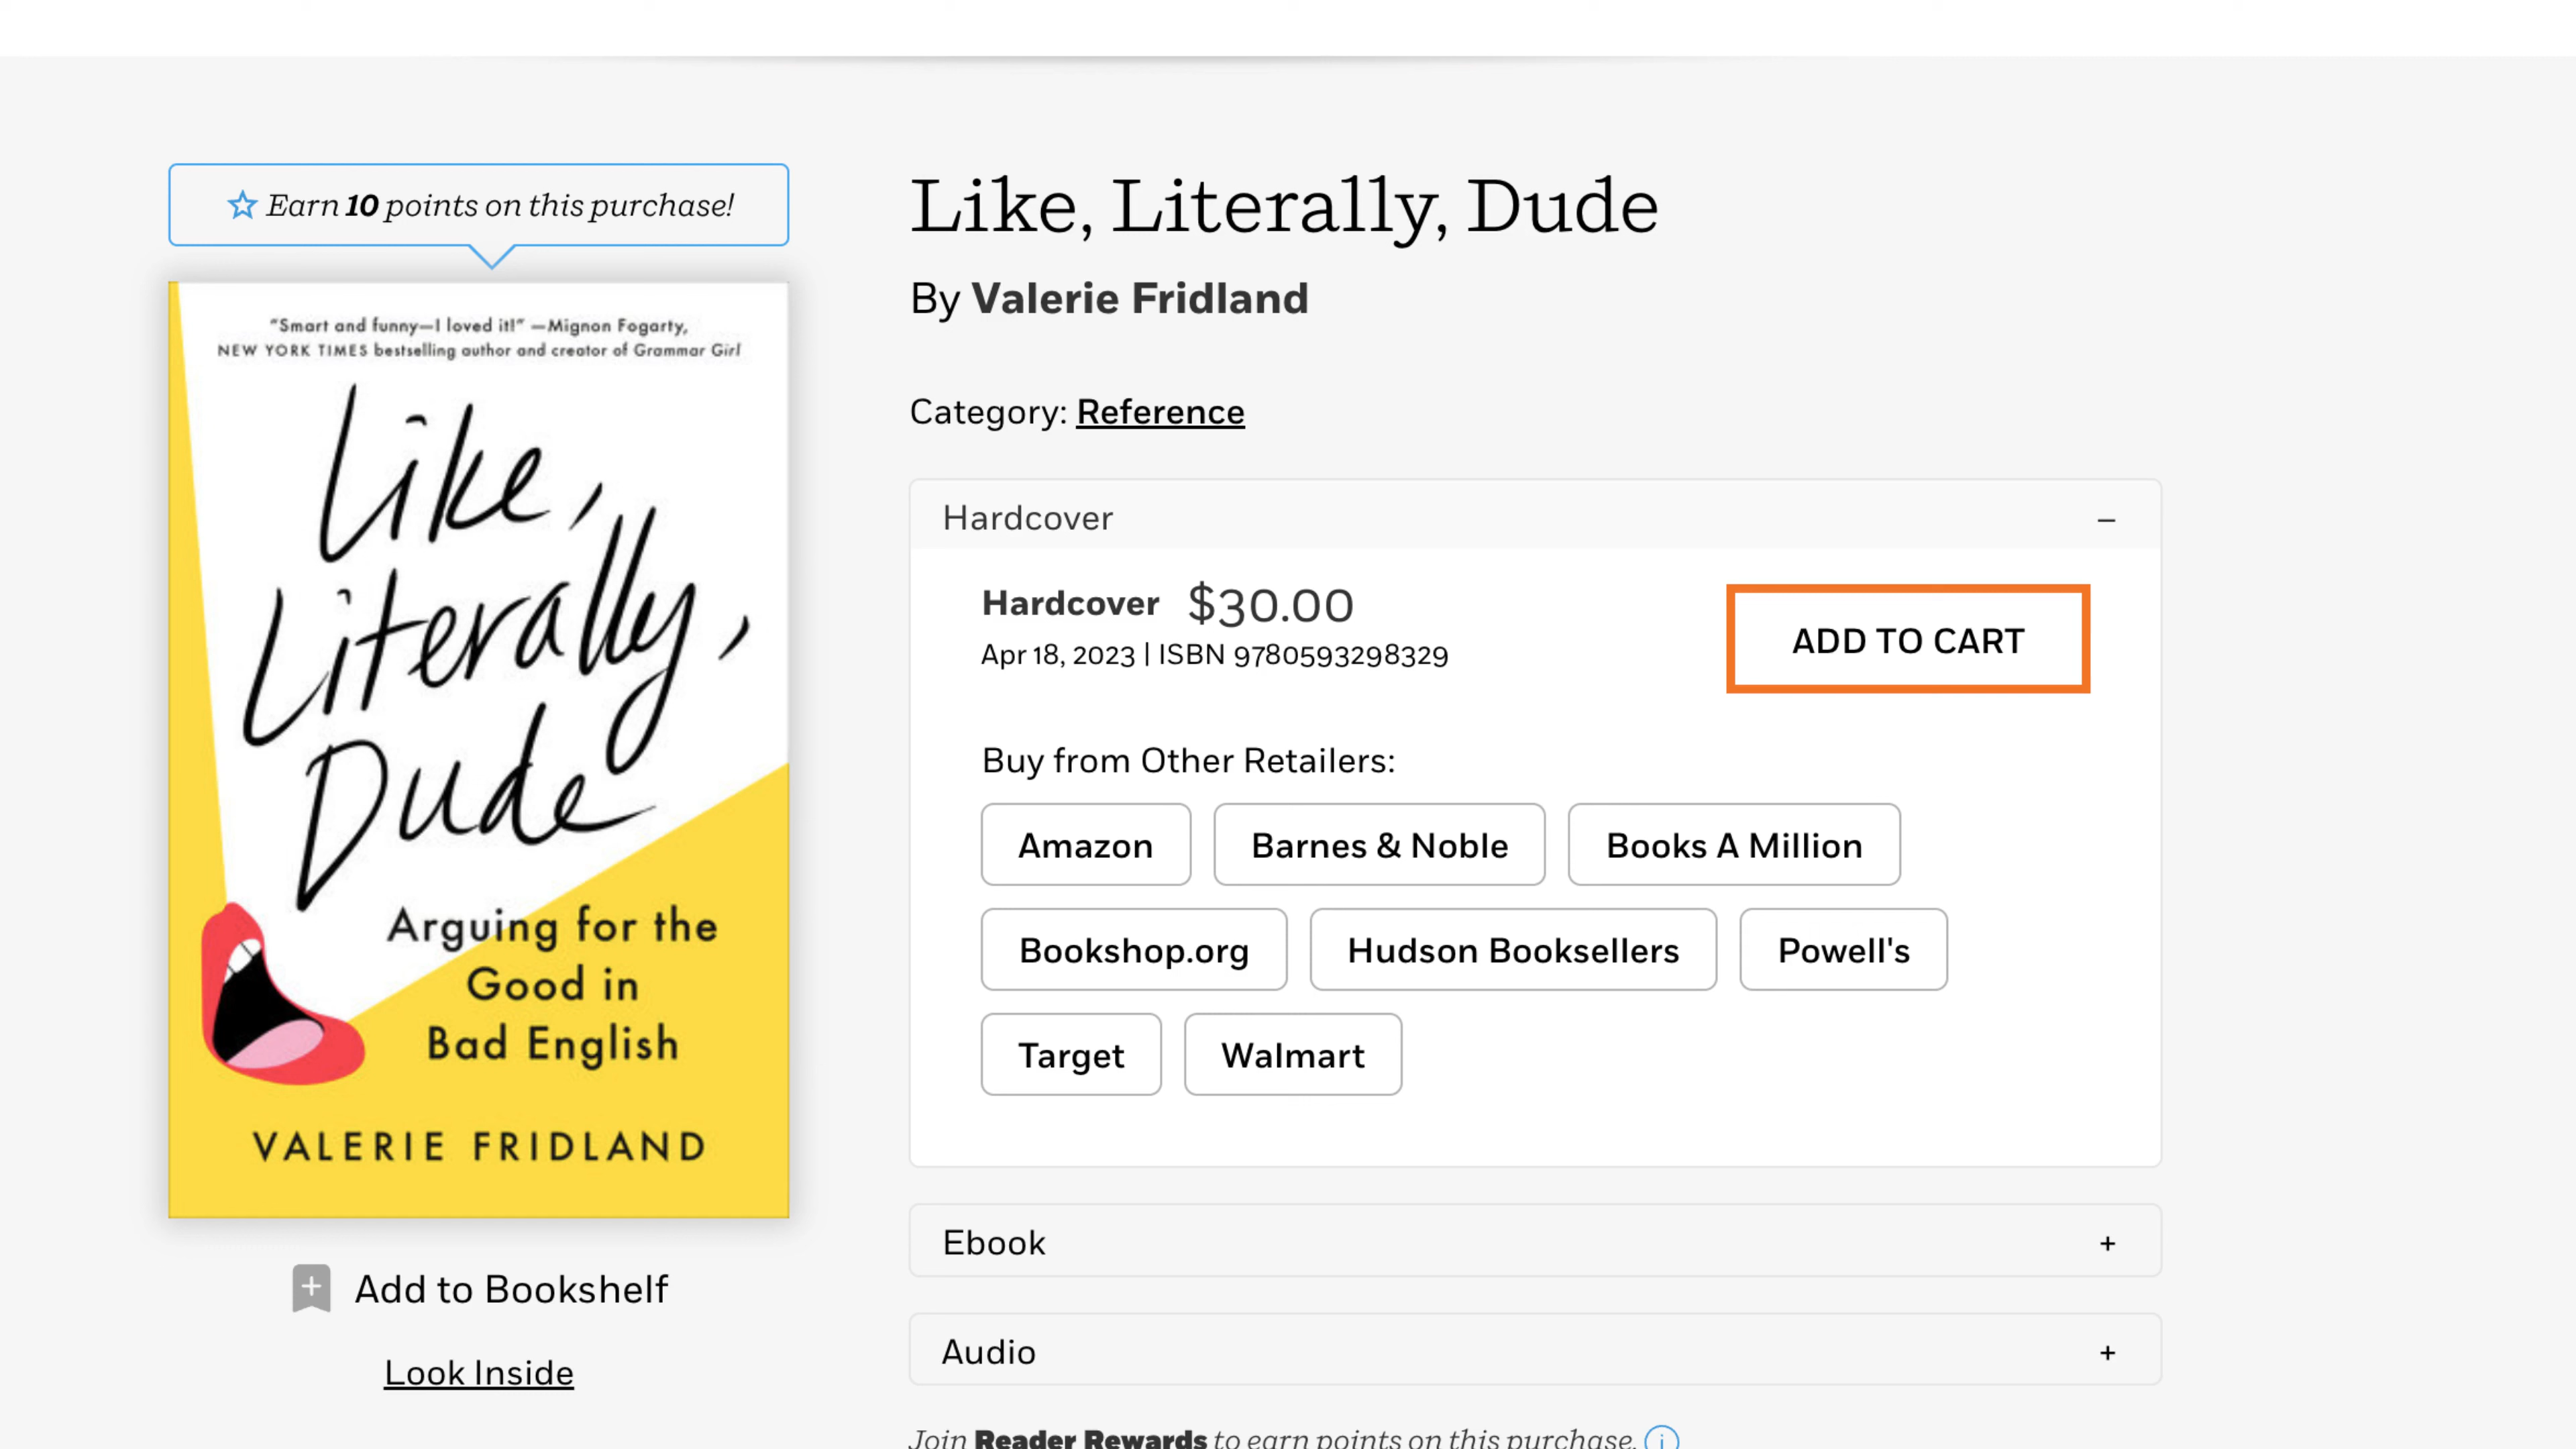 Earn 10 points on this purchase!
"Smart and funny—I loved it!" —Mignon Fogarty,
NEW YORK TIMES bestselling author and creator of Grammar Girl
Like,
Literally,
Dude
Arguing for the
Good in
Bad English
VALERIE FRIDLAND
Add to Bookshelf
Look Inside
Like, Literally, Dude
By Valerie Fridland
Category: Reference
Hardcover –
Hardcover $30.00
ADD TO CART
Apr 18, 2023 | ISBN 9780593298329
Buy from Other Retailers:
Amazon Barnes & Noble Books A Million
Bookshop.org Hudson Booksellers Powell's
Target Walmart
Ebook +
Audio +
Join Reader Rewards to earn points on this purchase. i